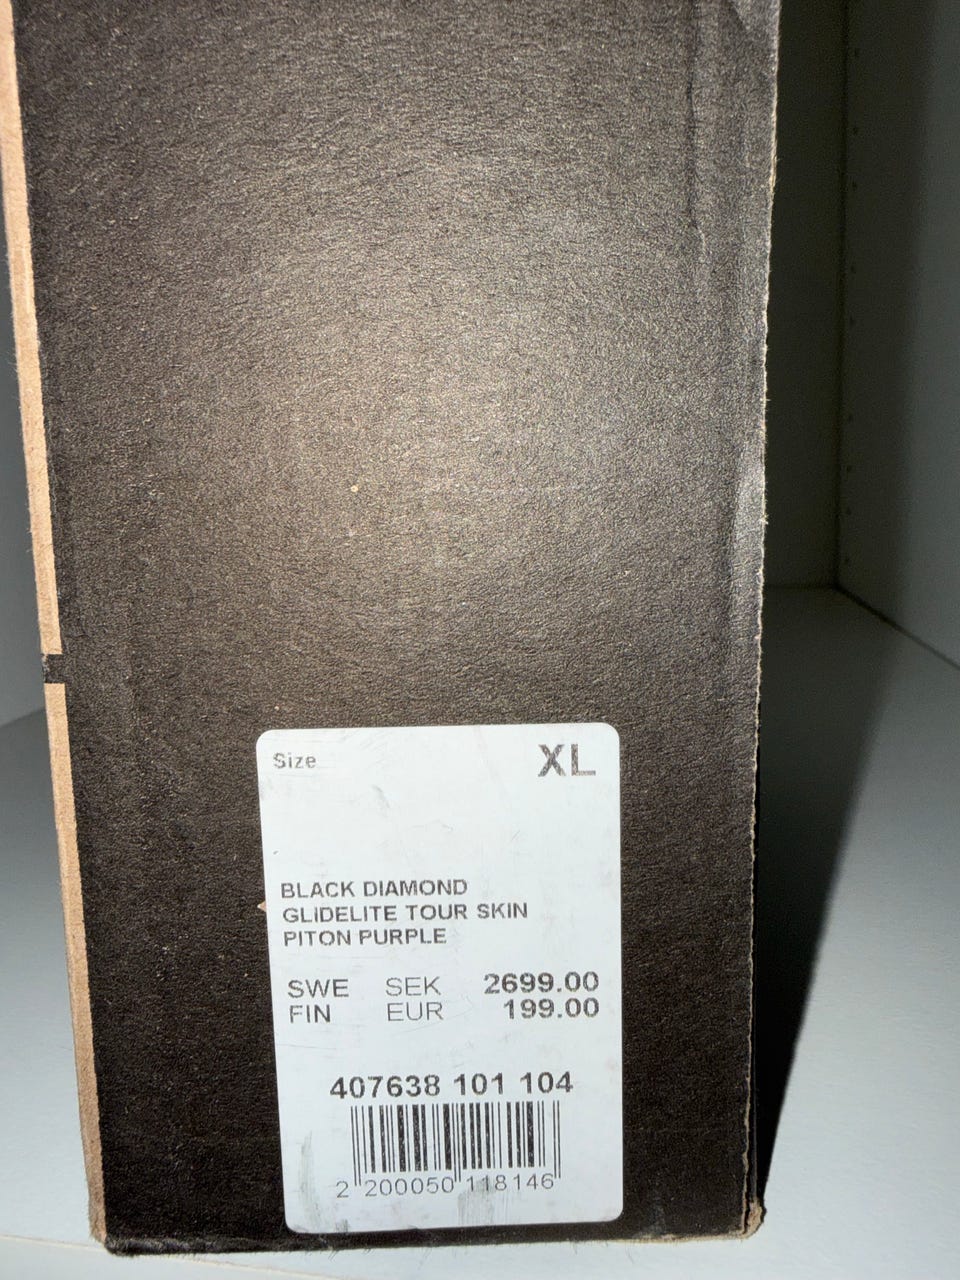 Size XL
BLACK DIAMOND
GLIDELITE TOUR SKIN
PITON PURPLE
SWE SEK 2699.00
FIN EUR 199.00
407638 101 104
2 200050 118146